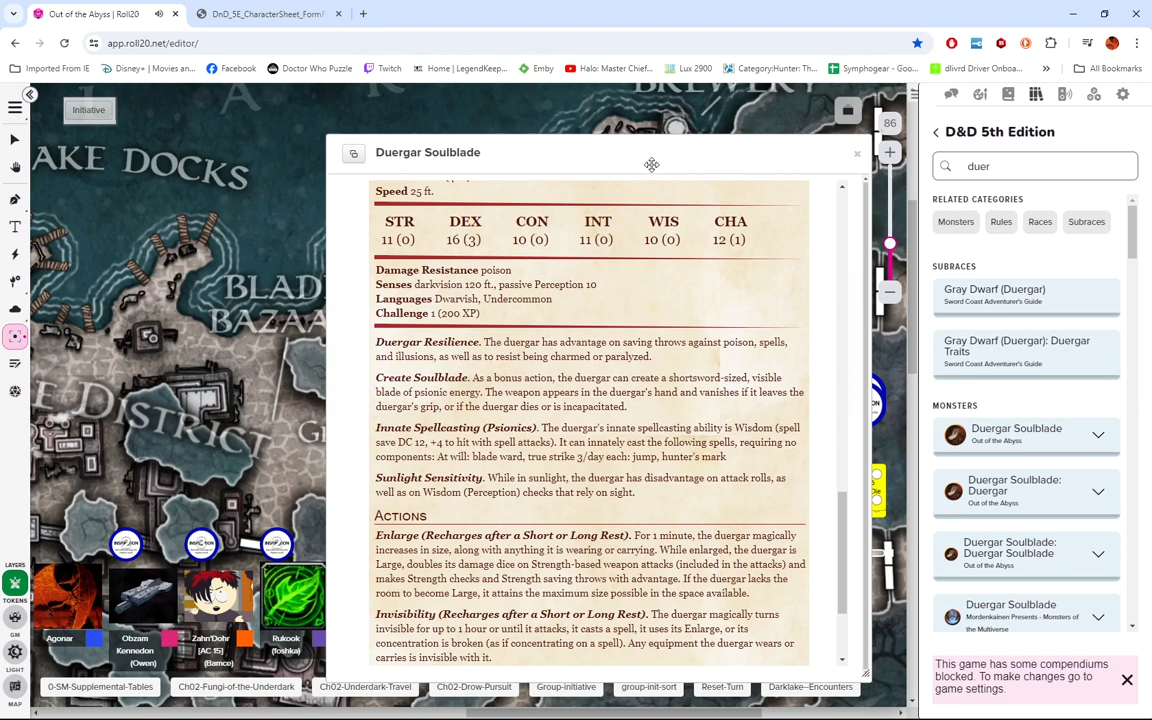 Out of the Abyss | Roll20
DnD_5E_CharacterSheet_FormF
app.roll20.net/editor/
Imported From IE
Disney+ | Movies an...
Facebook
Doctor Who Puzzle
Twitch
Home | LegendKeep...
Emby
Halo: Master Chief...
Lux 2900
Category:Hunter: Th...
Symphogear - Goo...
dlivrd Driver Onboa...
All Bookmarks
Initiative
BREWERY
AKE DOCKS
BLAD
BAZAA
ED STRICT
86
Duergar Soulblade
Speed 25 ft.
STR DEX CON INT WIS CHA
11 (0) 16 (3) 10 (0) 11 (0) 10 (0) 12 (1)
Damage Resistance poison
Senses darkvision 120 ft., passive Perception 10
Languages Dwarvish, Undercommon
Challenge 1 (200 XP)
Duergar Resilience. The duergar has advantage on saving throws against poison, spells,
and illusions, as well as to resist being charmed or paralyzed.
Create Soulblade. As a bonus action, the duergar can create a shortsword-sized, visible
blade of psionic energy. The weapon appears in the duergar's hand and vanishes if it leaves the
duergar's grip, or if the duergar dies or is incapacitated.
Innate Spellcasting (Psionics). The duergar's innate spellcasting ability is Wisdom (spell
save DC 12, +4 to hit with spell attacks). It can innately cast the following spells, requiring no
components: At will: blade ward, true strike 3/day each: jump, hunter's mark
Sunlight Sensitivity. While in sunlight, the duergar has disadvantage on attack rolls, as
well as on Wisdom (Perception) checks that rely on sight.
Actions
Enlarge (Recharges after a Short or Long Rest). For 1 minute, the duergar magically
increases in size, along with anything it is wearing or carrying. While enlarged, the duergar is
Large, doubles its damage dice on Strength-based weapon attacks (included in the attacks) and
makes Strength checks and Strength saving throws with advantage. If the duergar lacks the
room to become Large, it attains the maximum size possible in the space available.
Invisibility (Recharges after a Short or Long Rest). The duergar magically turns
invisible for up to 1 hour or until it attacks, it casts a spell, it uses its Enlarge, or its
concentration is broken (as if concentrating on a spell). Any equipment the duergar wears or
carries is invisible with it.
D&D 5th Edition
duer
RELATED CATEGORIES
Monsters
Rules
Races
Subraces
SUBRACES
Gray Dwarf (Duergar)
Sword Coast Adventurer's Guide
Gray Dwarf (Duergar): Duergar
Traits
Sword Coast Adventurer's Guide
MONSTERS
Duergar Soulblade
Out of the Abyss
Duergar Soulblade:
Duergar
Out of the Abyss
Duergar Soulblade:
Duergar Soulblade
Out of the Abyss
Duergar Soulblade
Mordenkainen Presents - Monsters of
the Multiverse
This game has some compendiums
blocked. To make changes go to
game settings.
LAYERS
TOKENS
GM
LIGHT
MAP
Agonar
Obzam
Kennedon
(Owen)
Zahn'Dohr
[AC 15]
(Bamce)
Rukook
(foshka)
0-SM-Supplemental-Tables
Ch02-Fungi-of-the-Underdark
Ch02-Underdark-Travel
Ch02-Drow-Pursuit
Group-initiative
group-init-sort
Reset-Turn
Darklake--Encounters